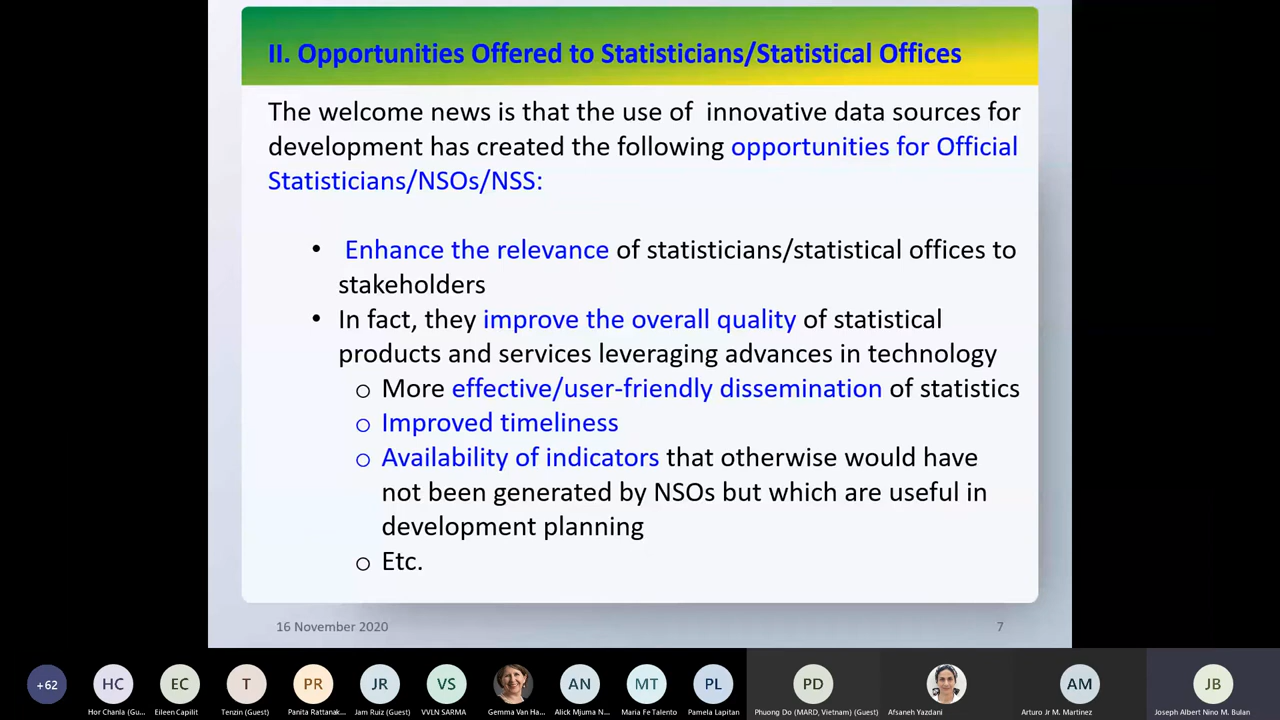 II. Opportunities Offered to Statisticians/Statistical Offices
The welcome news is that the use of innovative data sources for
development has created the following opportunities for Official
Statisticians/NSOs/NSS:
• Enhance the relevance of statisticians/statistical offices to
stakeholders
• In fact, they improve the overall quality of statistical
products and services leveraging advances in technology
o More effective/user-friendly dissemination of statistics
o Improved timeliness
o Availability of indicators that otherwise would have
not been generated by NSOs but which are useful in
development planning
o Etc.
16 November 2020 7
+62 HC EC T PR JR VS AN MT PL PD AM JB
Hor Chanla (Gu... Eileen Capilit Tenzin (Guest) Panita Rattanak... Jam Ruiz (Guest) VVLN SARMA Gemma Van Ha... Alick Mjuma N... Maria Fe Talento Pamela Lapitan Phuong Do (MARD, Vietnam) (Guest) Afsaneh Yazdani Arturo Jr M. Martinez Joseph Albert Nino M. Bulan